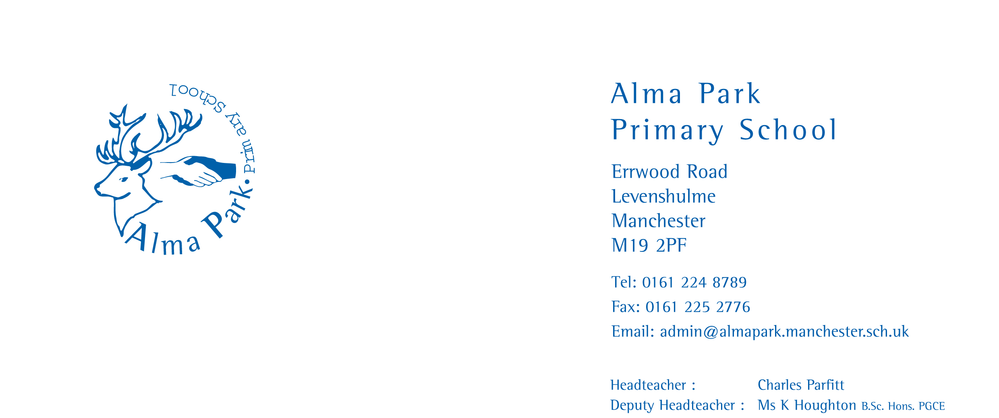 Alma Park • Primary School
Alma Park
Primary School
Errwood Road
Levenshulme
Manchester
M19 2PF
Tel: 0161 224 8789
Fax: 0161 225 2776
Email: admin@almapark.manchester.sch.uk
Headteacher : Charles Parfitt
Deputy Headteacher : Ms K Houghton B.Sc. Hons. PGCE